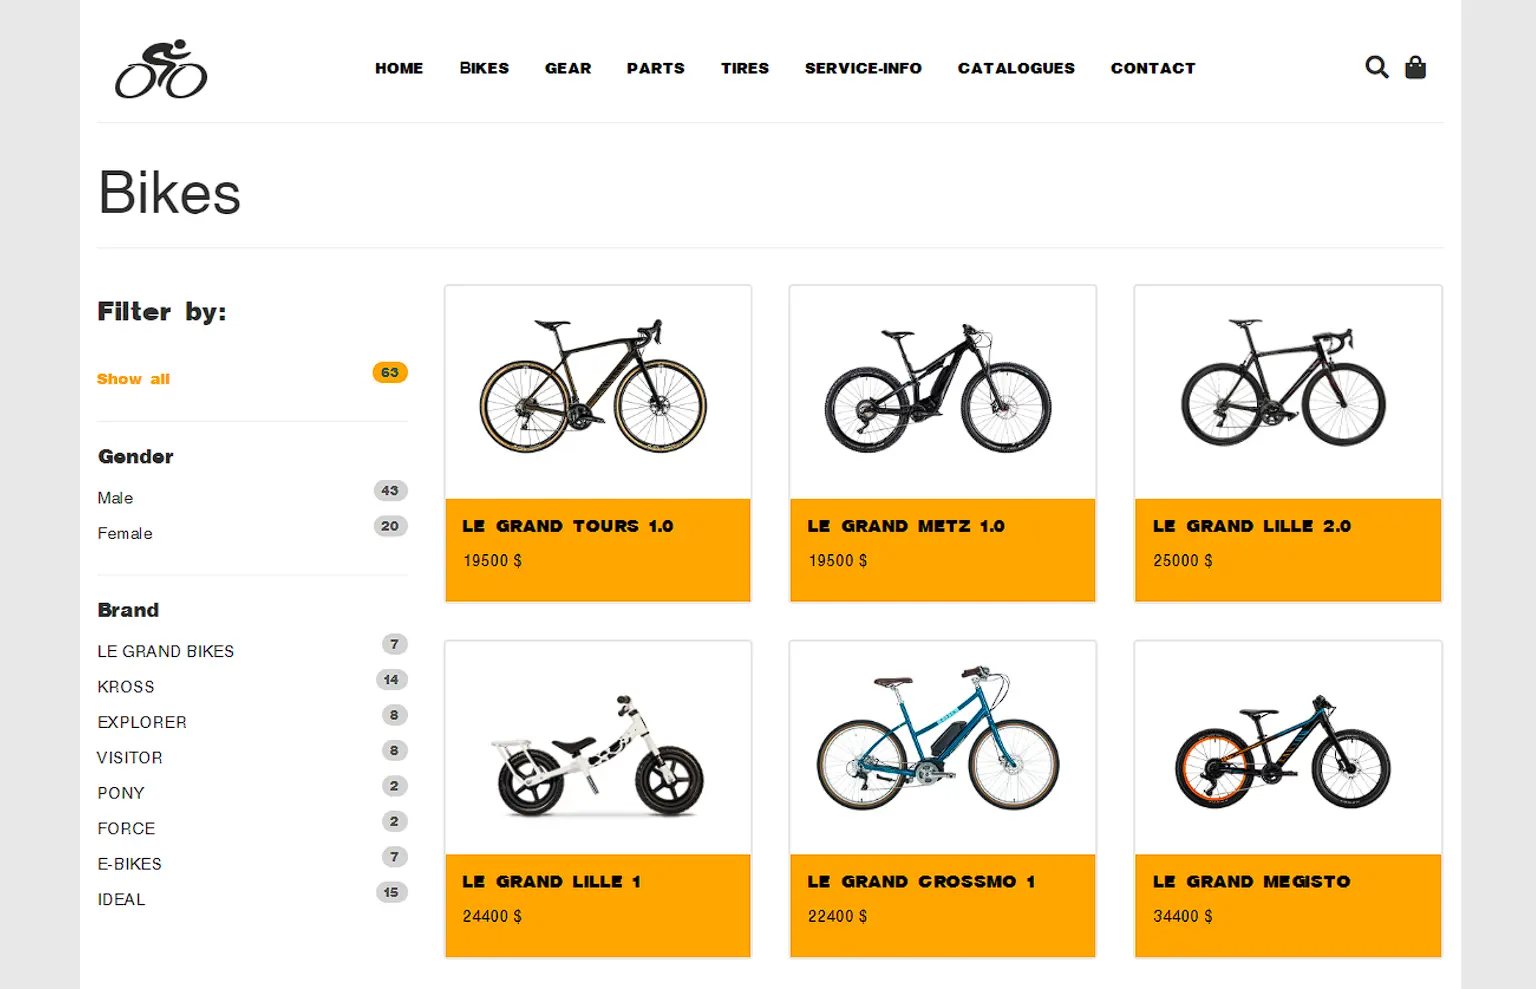 HOME BIKES GEAR PARTS TIRES SERVICE-INFO CATALOGUES CONTACT
Bikes
Filter by:
Show all 63
Gender
Male 43
Female 20
Brand
LE GRAND BIKES 7
KROSS 14
EXPLORER 8
VISITOR 8
PONY 2
FORCE 2
E-BIKES 7
IDEAL 15
LE GRAND TOURS 1.0
19500 $
LE GRAND METZ 1.0
19500 $
LE GRAND LILLE 2.0
25000 $
LE GRAND LILLE 1
24400 $
LE GRAND CROSSMO 1
22400 $
LE GRAND MEGISTO
34400 $